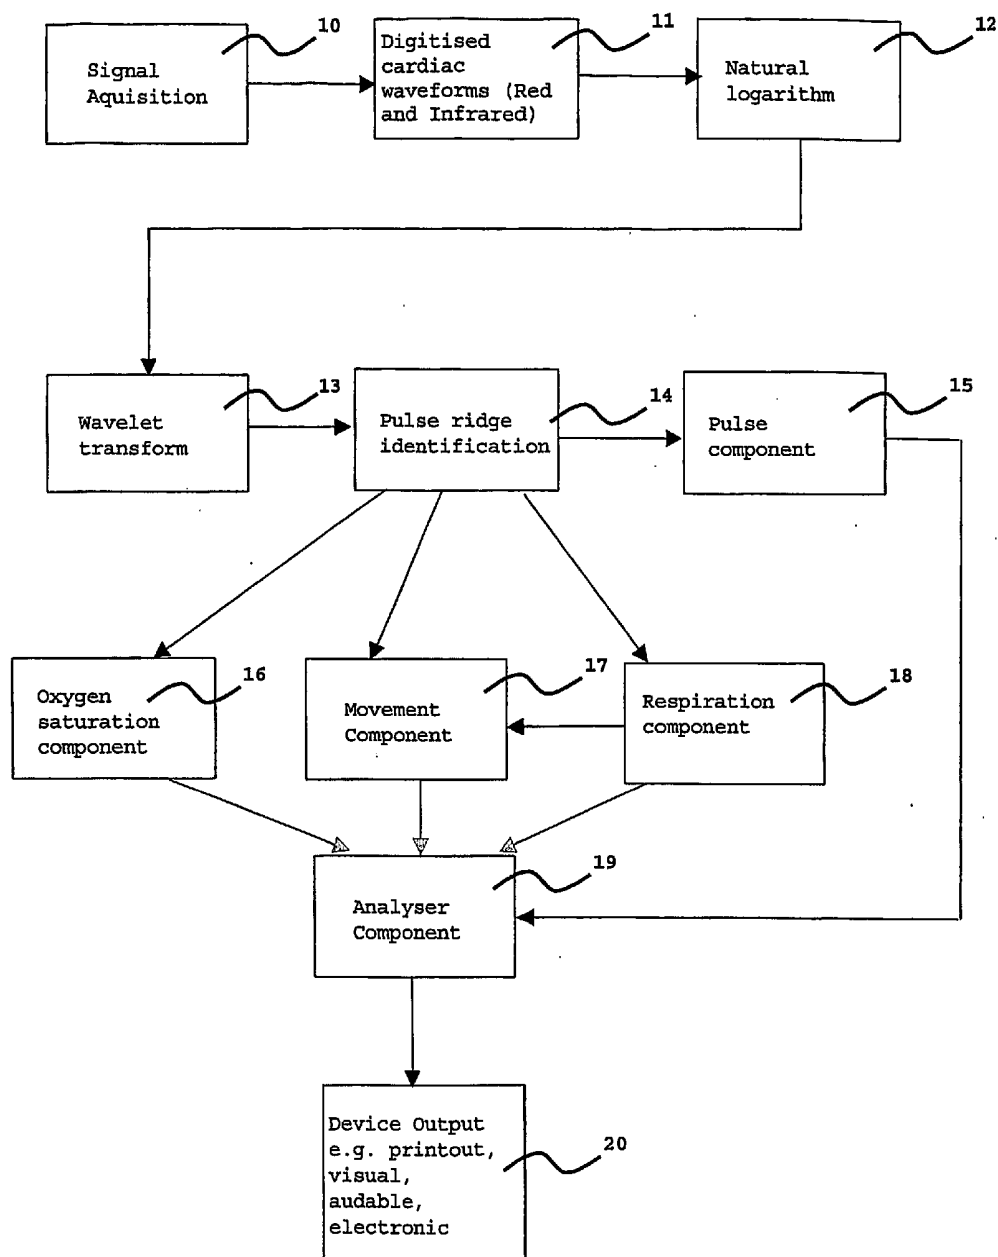 10
Signal
Aquisition
11
Digitised
cardiac
waveforms (Red
and Infrared)
12
Natural
logarithm
13
Wavelet
transform
14
Pulse ridge
identification
15
Pulse
component
16
Oxygen
saturation
component
17
Movement
Component
18
Respiration
component
19
Analyser
Component
20
Device Output
e.g. printout,
visual,
audable,
electronic